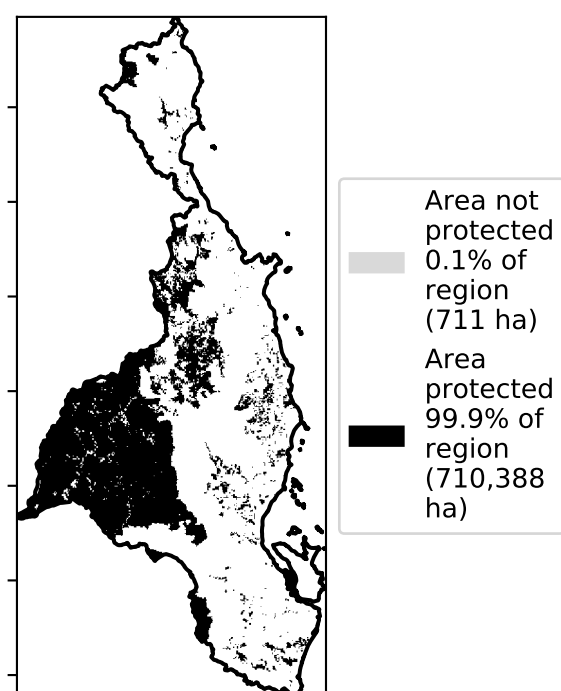 Area not
protected
0.1% of
region
(711 ha)
Area
protected
99.9% of
region
(710,388
ha)